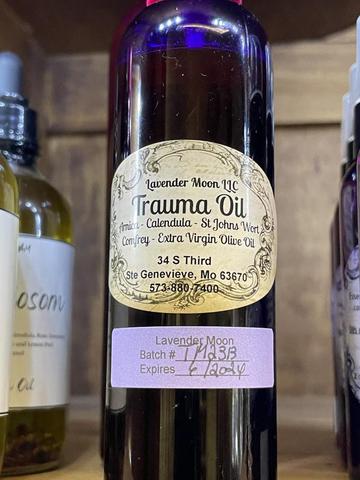 Lavender Moon LLC
Trauma Oil
Arnica - Calendula - St Johns Wort
Comfrey - Extra Virgin Olive Oil
34 S Third
Ste Genevieve, Mo 63670
573-880-7400
Lavender Moon
Batch # TM23B
Expires 6/2024
osom
Oil